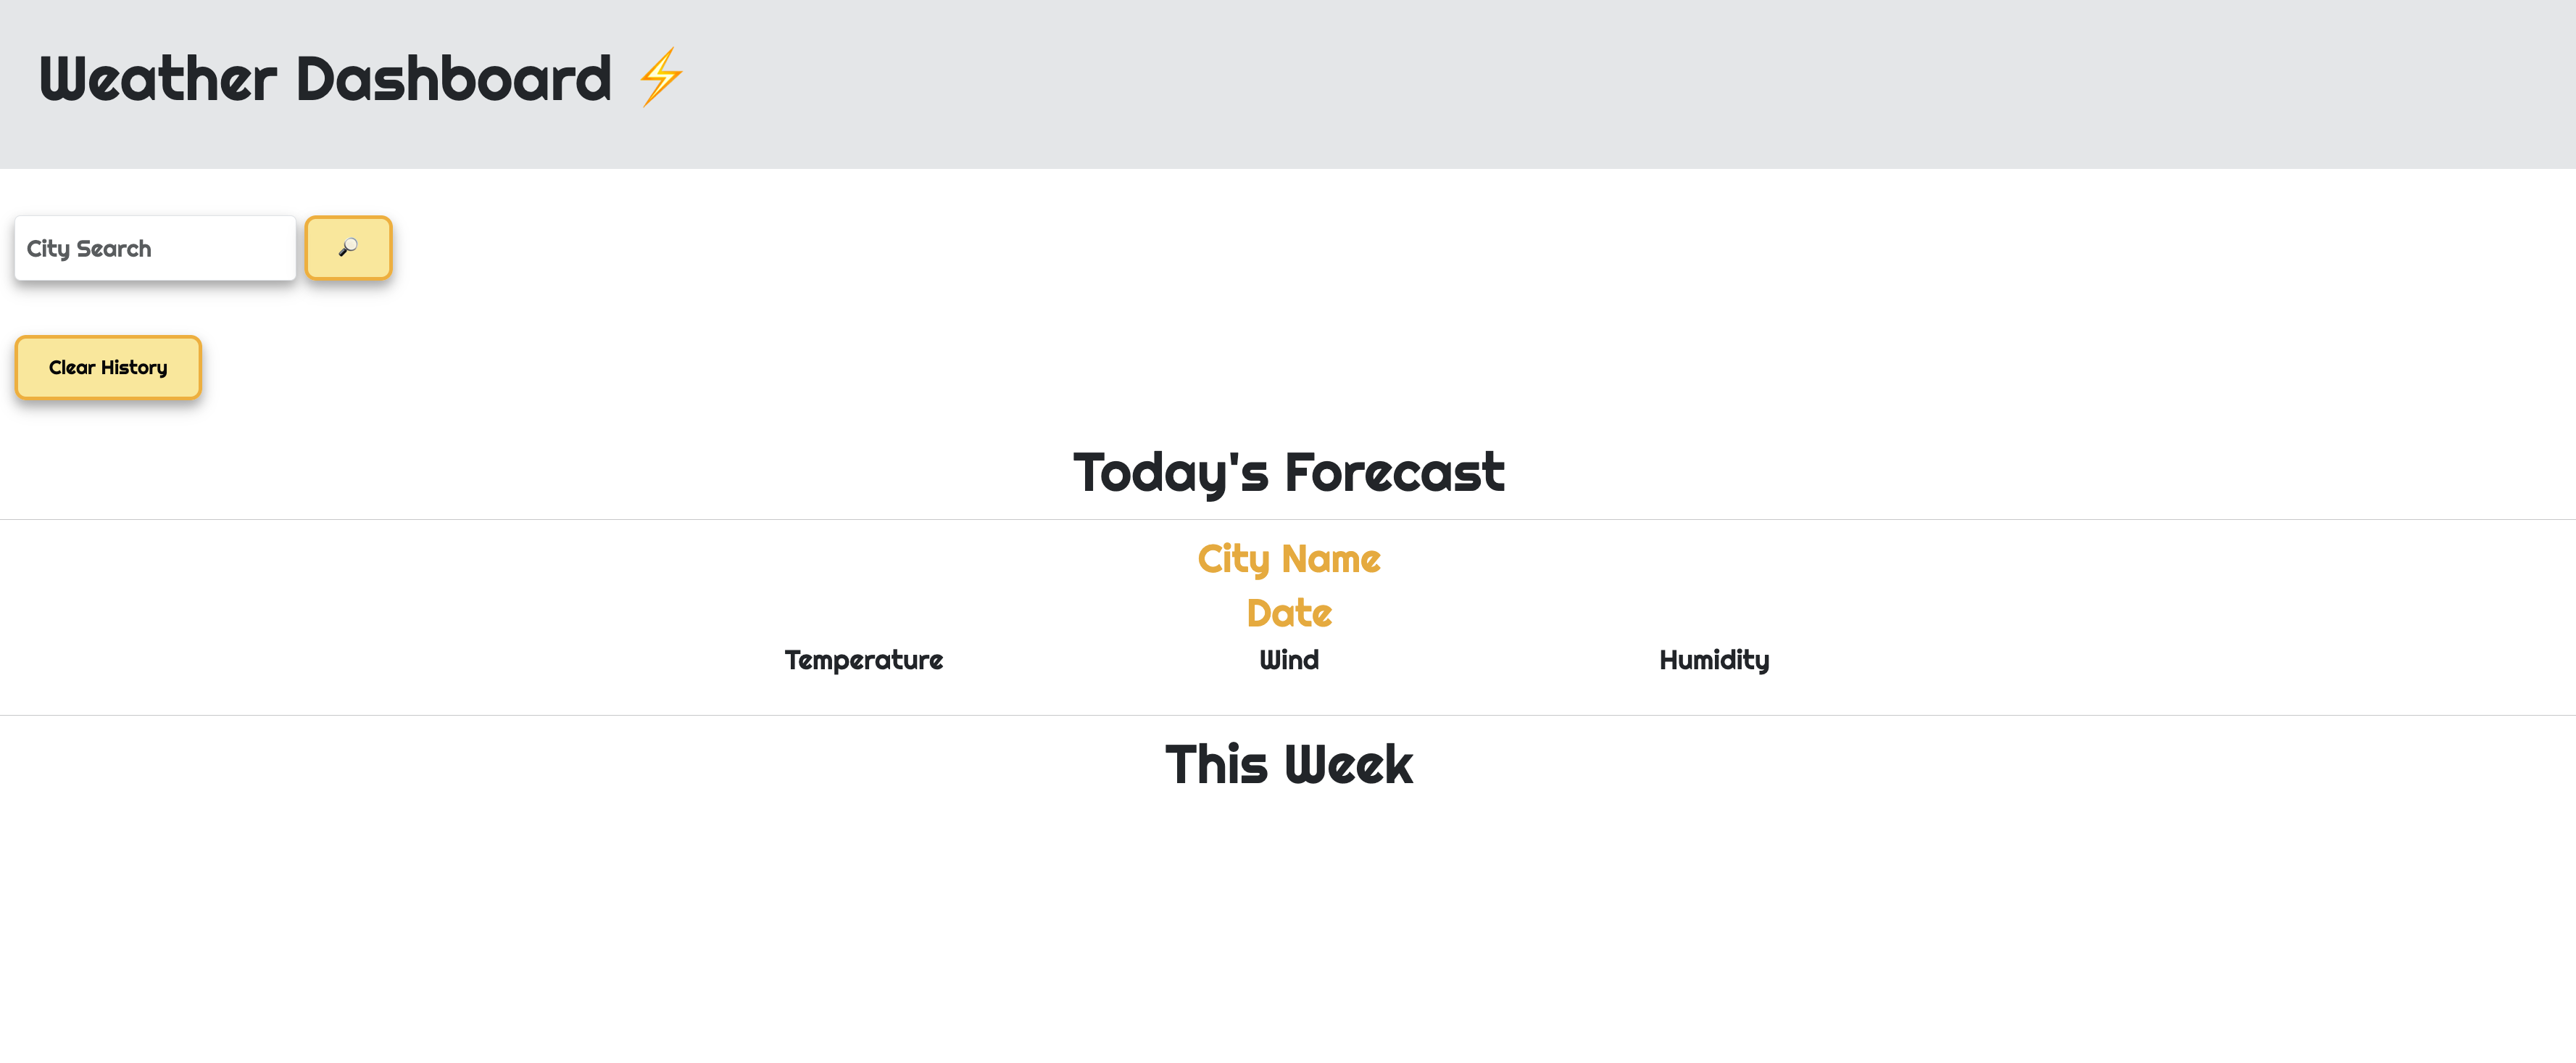 Weather Dashboard ⚡
City Search 🔎
Clear History
Today's Forecast
City Name
Date
Temperature Wind Humidity
This Week